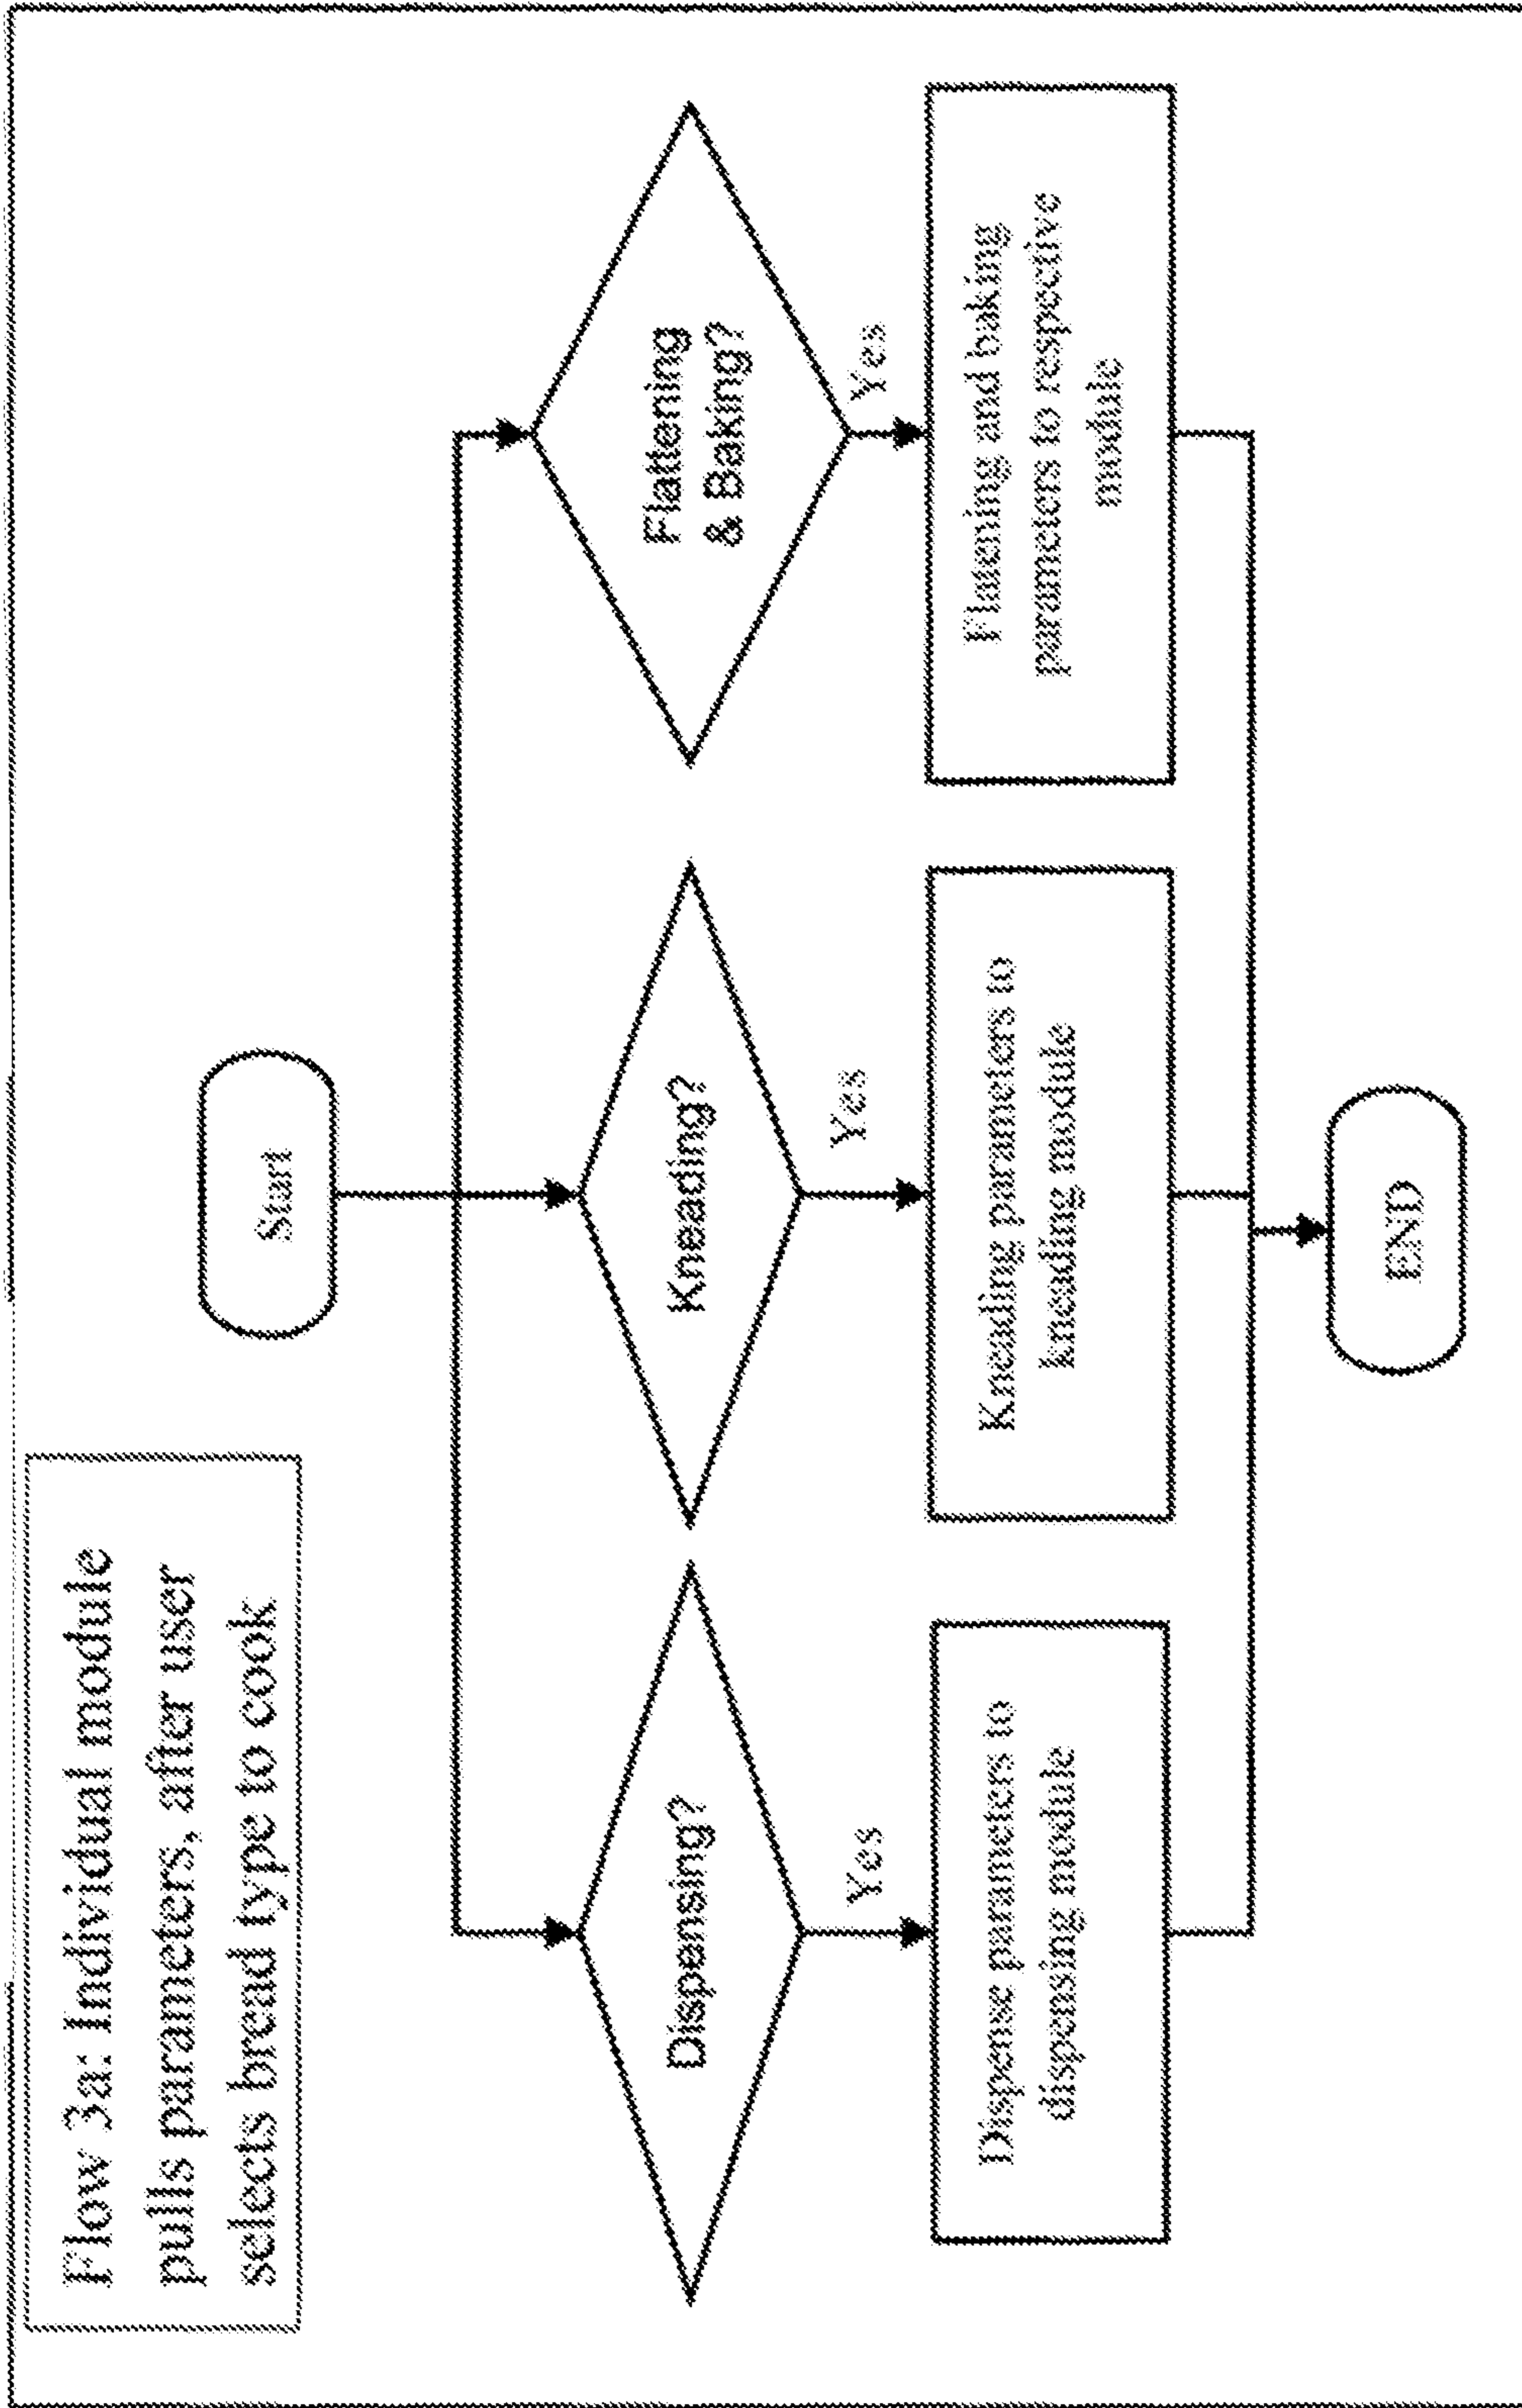 Flow 3a: Individual module
pulls parameters, after user
selects bread type to cook
Start
Dispensing?
Kneading?
Flattening
& Baking?
Yes
Yes
Yes
Dispense parameters to
dispensing module
Kneading parameters to
kneading module
Flatening and baking
parameters to respective
module
END